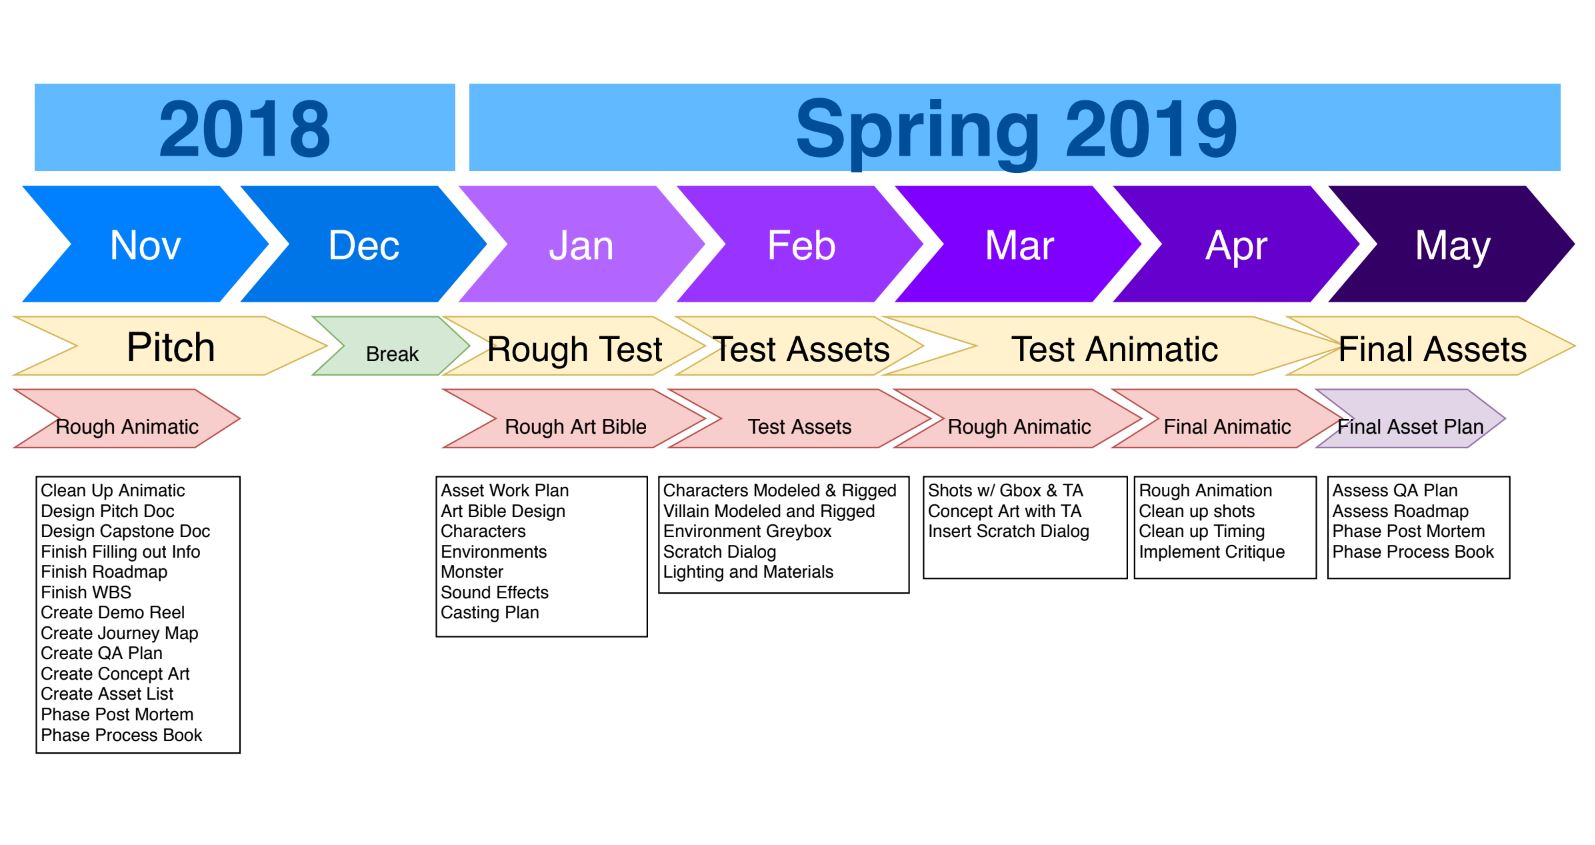 2018
Spring 2019
Nov
Dec
Jan
Feb
Mar
Apr
May
Pitch
Break
Rough Test
Test Assets
Test Animatic
Final Assets
Rough Animatic
Rough Art Bible
Test Assets
Rough Animatic
Final Animatic
Final Asset Plan
Clean Up Animatic
Design Pitch Doc
Design Capstone Doc
Finish Filling out Info
Finish Roadmap
Finish WBS
Create Demo Reel
Create Journey Map
Create QA Plan
Create Concept Art
Create Asset List
Phase Post Mortem
Phase Process Book
Asset Work Plan
Art Bible Design
Characters
Environments
Monster
Sound Effects
Casting Plan
Characters Modeled & Rigged
Villain Modeled and Rigged
Environment Greybox
Scratch Dialog
Lighting and Materials
Shots w/ Gbox & TA
Concept Art with TA
Insert Scratch Dialog
Rough Animation
Clean up shots
Clean up Timing
Implement Critique
Assess QA Plan
Assess Roadmap
Phase Post Mortem
Phase Process Book